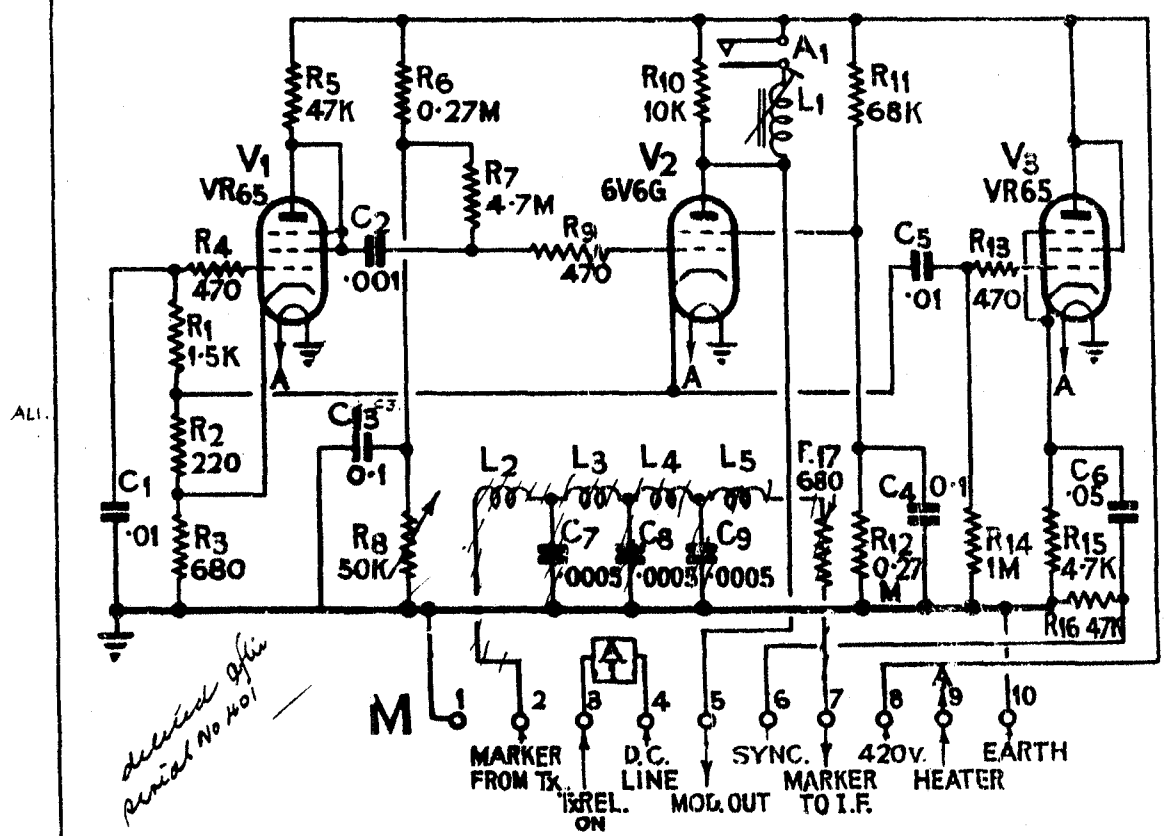 R5
47K
R6
0·27M
R10
10K
A1
L1
R11
68K
V1
VR65
R7
4·7M
V2
6V6G
V3
VR65
R4
470
C2
·001
R9
470
C5
·01
R13
470
R1
1·5K
A
A
A
AL1.
C3
C3.
0·1
R2
220
L2
L3
L4
L5
R17
680
C4
0·1
C6
·05
C1
·01
R3
680
R8
50K
C7
·0005
C8
·0005
C9
·0005
R12
0·27
M
R14
1M
R15
4·7K
R16 47K
deleted after
serial No 401
A
A
M
1
2
3
4
5
6
7
8
9
10
MARKER
FROM Tx.
TxREL.
ON
D.C.
LINE
MOD. OUT
SYNC.
MARKER
TO I.F.
420v.
HEATER
EARTH